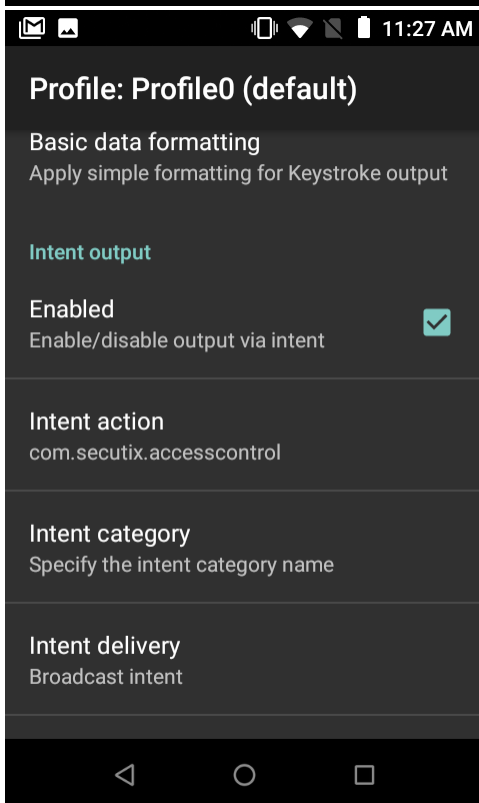 11:27 AM
Profile: Profile0 (default)
Basic data formatting
Apply simple formatting for Keystroke output
Intent output
Enabled
Enable/disable output via intent
Intent action
com.secutix.accesscontrol
Intent category
Specify the intent category name
Intent delivery
Broadcast intent